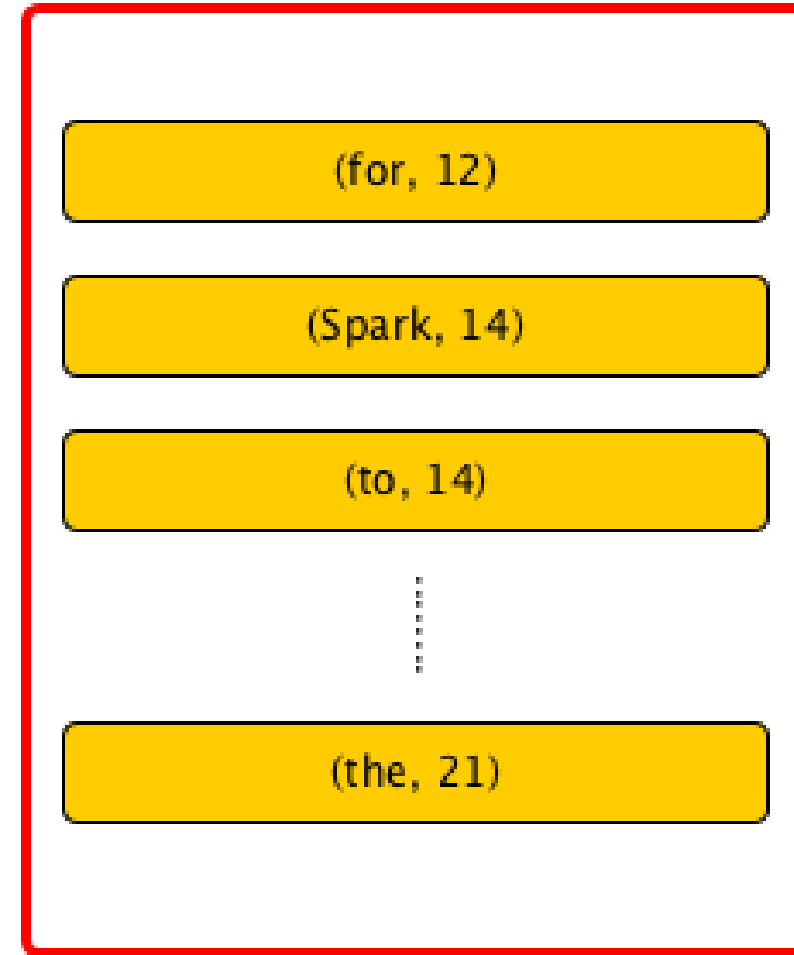 (for, 12)
(Spark, 14)
(to, 14)
(the, 21)